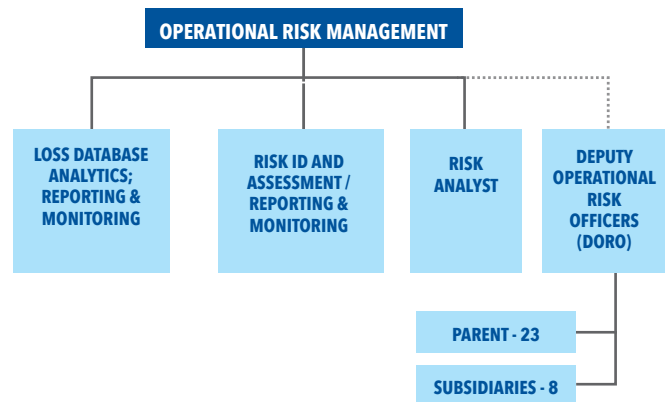 OPERATIONAL RISK MANAGEMENT
LOSS DATABASE
ANALYTICS;
REPORTING &
MONITORING
RISK ID AND
ASSESSMENT /
REPORTING &
MONITORING
RISK
ANALYST
DEPUTY
OPERATIONAL
RISK
OFFICERS
(DORO)
PARENT - 23
SUBSIDIARIES - 8